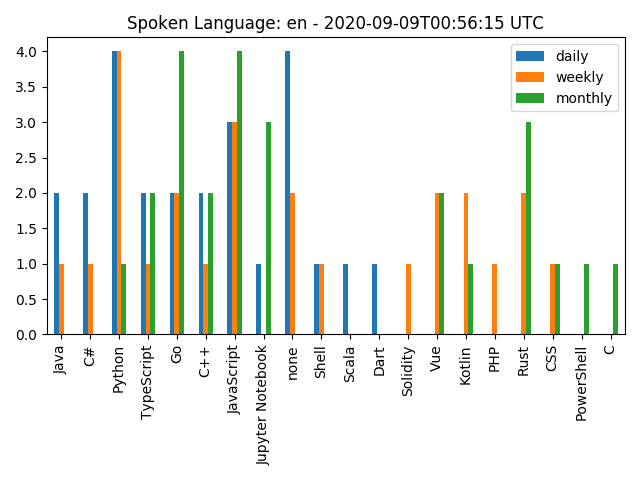 Spoken Language: en - 2020-09-09T00:56:15 UTC
daily
weekly
monthly
4.0
3.5
3.0
2.5
2.0
1.5
1.0
0.5
0.0
Java
C#
Python
TypeScript
Go
C++
JavaScript
Jupyter Notebook
none
Shell
Scala
Dart
Solidity
Vue
Kotlin
PHP
Rust
CSS
PowerShell
C